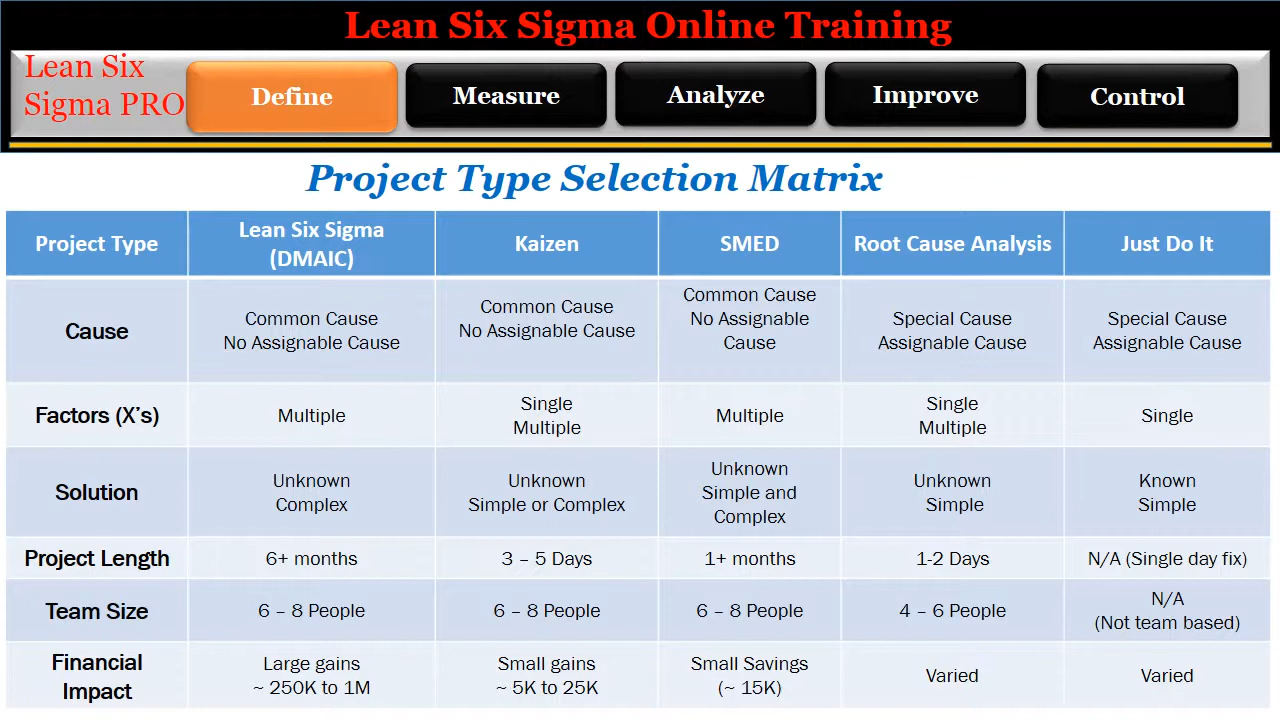 Lean Six Sigma Online Training
Lean Six
Sigma PRO
Define
Measure
Analyze
Improve
Control
Project Type Selection Matrix
Project Type
Lean Six Sigma
(DMAIC)
Kaizen
SMED
Root Cause Analysis
Just Do It
Cause
Common Cause
No Assignable Cause
Common Cause
No Assignable Cause
Common Cause
No Assignable
Cause
Special Cause
Assignable Cause
Special Cause
Assignable Cause
Factors (X’s)
Multiple
Single
Multiple
Multiple
Single
Multiple
Single
Solution
Unknown
Complex
Unknown
Simple or Complex
Unknown
Simple and
Complex
Unknown
Simple
Known
Simple
Project Length
6+ months
3 – 5 Days
1+ months
1-2 Days
N/A (Single day fix)
Team Size
6 – 8 People
6 – 8 People
6 – 8 People
4 – 6 People
N/A
(Not team based)
Financial
Impact
Large gains
~ 250K to 1M
Small gains
~ 5K to 25K
Small Savings
(~ 15K)
Varied
Varied